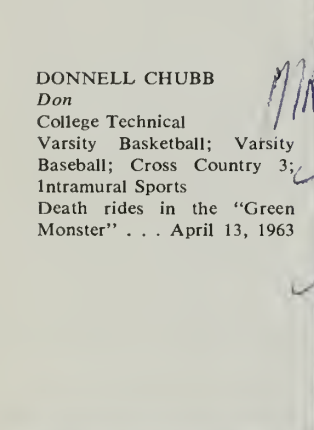 DONNELL CHUBB
Don
College Technical
Varsity Basketball; Varsity
Baseball; Cross Country 3;
Intramural Sports
Death rides in the "Green
Monster" . . . April 13, 1963